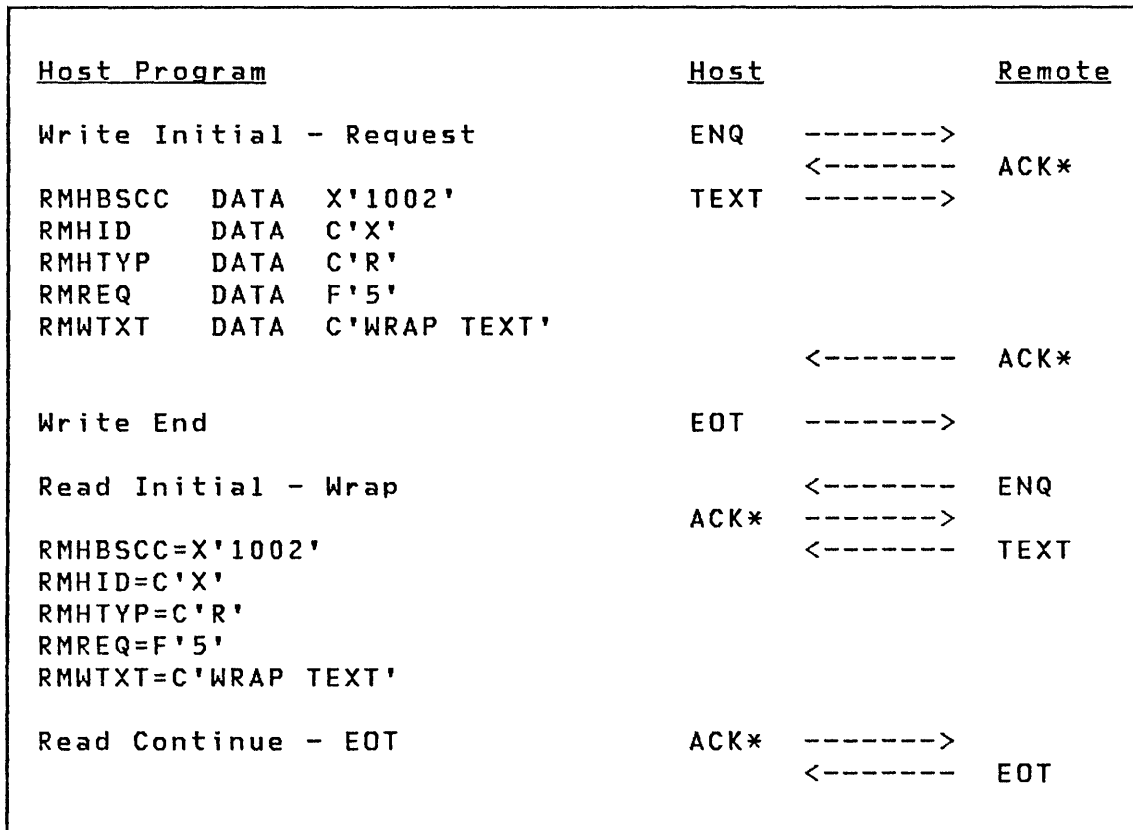 Host Program Host Remote
Write Initial - Request ENQ ------->
<------- ACK*
RMHBSCC DATA X'1002' TEXT ------->
RMHID DATA C'X'
RMHTYP DATA C'R'
RMREQ DATA F'5'
RMWTXT DATA C'WRAP TEXT'
<------- ACK*
Write End EOT ------->
Read Initial - Wrap <------- ENQ
ACK* ------->
RMHBSCC=X'1002' <------- TEXT
RMHID=C'X'
RMHTYP=C'R'
RMREQ=F'5'
RMWTXT=C'WRAP TEXT'
Read Continue - EOT ACK* ------->
<------- EOT